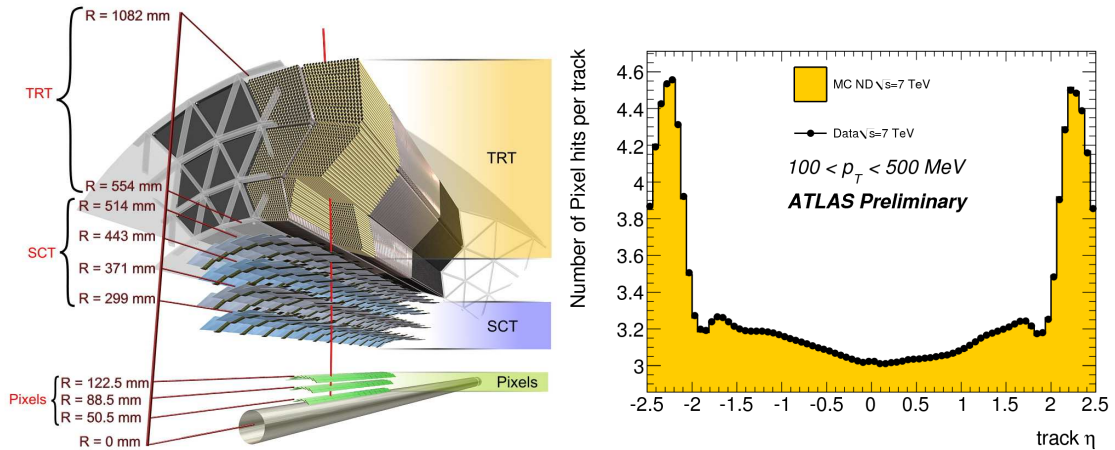 R = 1082 mm
TRT
R = 554 mm
R = 514 mm
R = 443 mm
SCT
R = 371 mm
R = 299 mm
R = 122.5 mm
Pixels
R = 88.5 mm
R = 50.5 mm
R = 0 mm
TRT
SCT
Pixels
Number of Pixel hits per track
4.6
4.4
4.2
4
3.8
3.6
3.4
3.2
3
MC ND √s=7 TeV
Data √s=7 TeV
100 < p_T < 500 MeV
ATLAS Preliminary
-2.5 -2 -1.5 -1 -0.5 0 0.5 1 1.5 2 2.5
track η